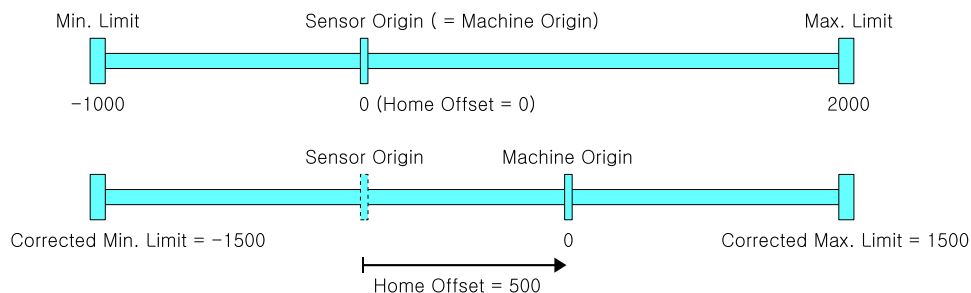 Min. Limit Sensor Origin ( = Machine Origin) Max. Limit
-1000 0 (Home Offset = 0) 2000
Sensor Origin Machine Origin
Corrected Min. Limit = -1500 0 Corrected Max. Limit = 1500
Home Offset = 500